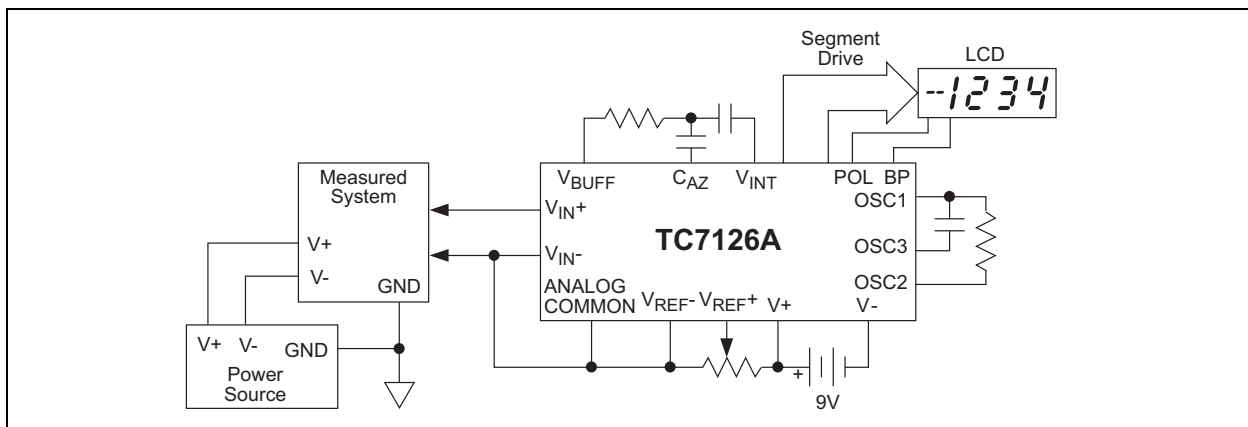 Segment
Drive
LCD
--1234
VBUFF
CAZ
VINT
POL
BP
Measured
System
V+
V-
GND
VIN+
VIN-
TC7126A
OSC1
OSC3
OSC2
ANALOG
COMMON
VREF-
VREF+
V+
V-
V+
V-
GND
Power
Source
+
9V